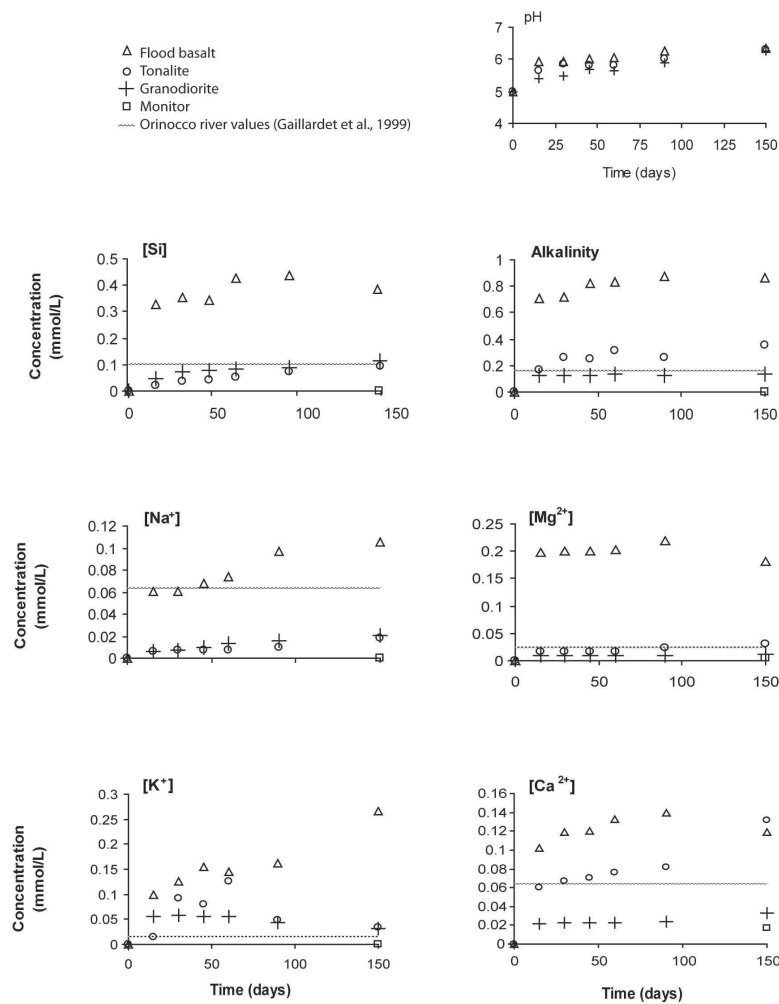 Flood basalt
Tonalite
Granodiorite
Monitor
Orinocco river values (Gaillardet et al., 1999)
pH
7
6
5
4
0 25 50 75 100 125 150
Time (days)
[Si]
Concentration
(mmol/L)
0.5
0.4
0.3
0.2
0.1
0
0 50 100 150
Alkalinity
1
0.8
0.6
0.4
0.2
0
0 50 100 150
[Na⁺]
Concentration
(mmol/L)
0.12
0.1
0.08
0.06
0.04
0.02
0
0 50 100 150
[Mg²⁺]
0.25
0.2
0.15
0.1
0.05
0
0 50 100 150
[K⁺]
Concentration
(mmol/L)
0.3
0.25
0.2
0.15
0.1
0.05
0
0 50 100 150
Time (days)
[Ca ²⁺]
0.16
0.14
0.12
0.1
0.08
0.06
0.04
0.02
0
0 50 100 150
Time (days)